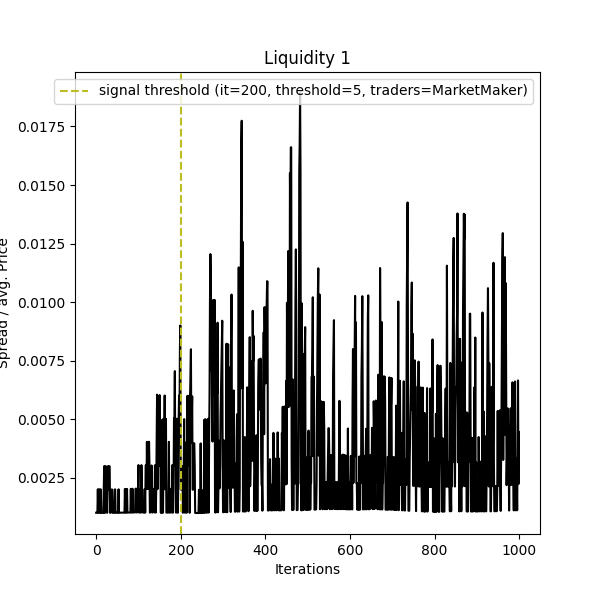 Liquidity 1
signal threshold (it=200, threshold=5, traders=MarketMaker)
0.0175
0.0150
0.0125
0.0100
0.0075
0.0050
0.0025
Spread / avg. Price
0 200 400 600 800 1000
Iterations